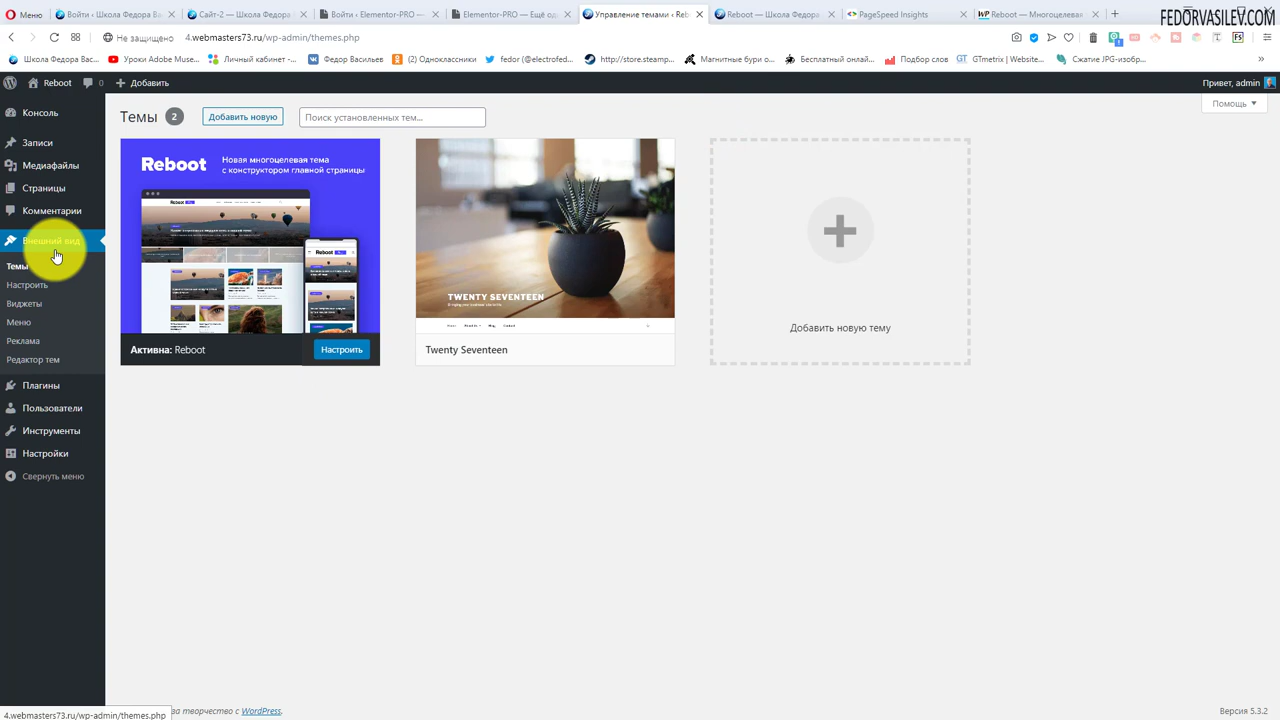 Меню
Войти ‹ Школа Федора Ва
Сайт-2 — Школа Федора
Войти ‹ Elementor-PRO —
Elementor-PRO — Ещё од
Управление темами ‹ Reb
Reboot — Школа Федора
PageSpeed Insights
Reboot — Многоцелевая
FEDORVASILEV.COM
Не защищено
4.webmasters73.ru/wp-admin/themes.php
Школа Федора Вас...
Уроки Adobe Muse...
Личный кабинет -...
Федор Васильев
(2) Одноклассники
fedor (@electrofed...
http://store.steamp...
Магнитные бури о...
Бесплатный онлай...
Подбор слов
GTmetrix | Website...
Сжатие JPG-изобр...
Reboot
0
Добавить
Привет, admin
Консоль
Записи
Медиафайлы
Страницы
Комментарии
Внешний вид
Темы
Настроить
Виджеты
Меню
Реклама
Редактор тем
Плагины
Пользователи
Инструменты
Настройки
Свернуть меню
Помощь
Темы 2
Добавить новую
Поиск установленных тем...
Reboot
Новая многоцелевая тема
с конструктором главной страницы
Активна: Reboot
Настроить
TWENTY SEVENTEEN
Twenty Seventeen
Добавить новую тему
ва творчество с WordPress.
Версия 5.3.2
4.webmasters73.ru/wp-admin/themes.php